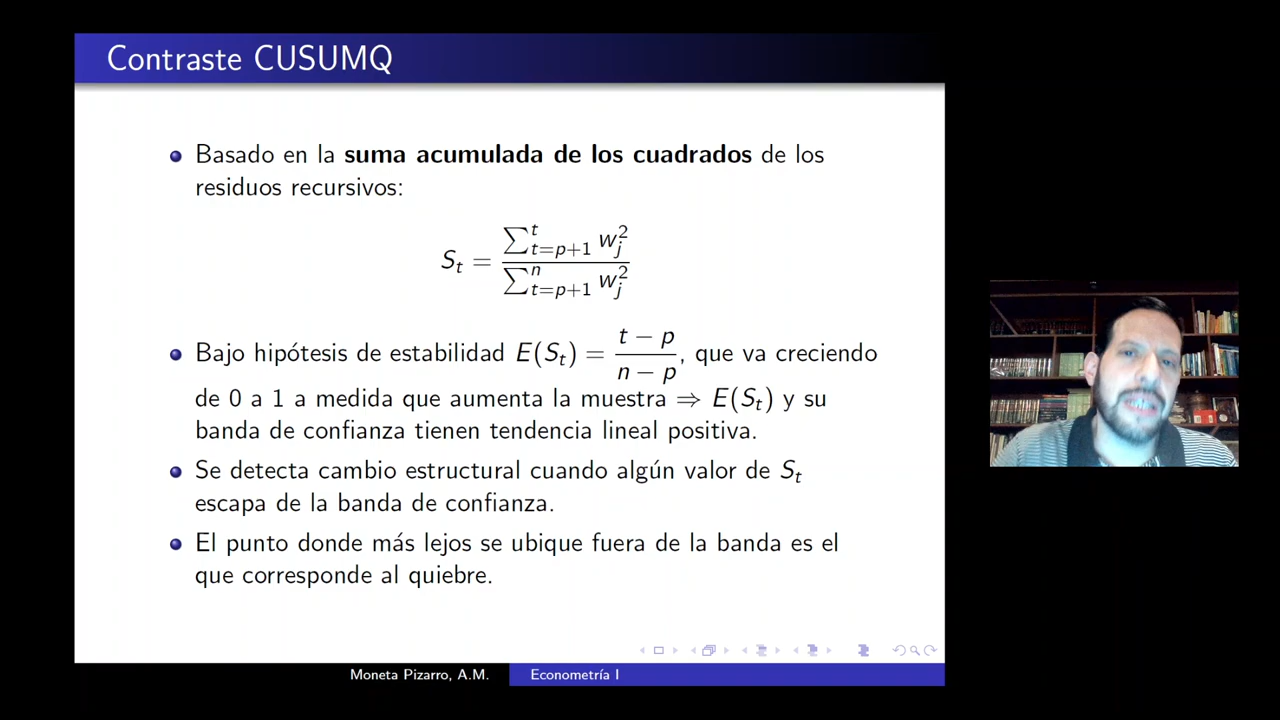 Contraste CUSUMQ
Basado en la suma acumulada de los cuadrados de los
residuos recursivos:
S_t = \frac{\sum_{t=p+1}^{t} w_j^2}{\sum_{t=p+1}^{n} w_j^2}
Bajo hipótesis de estabilidad E(S_t) = \frac{t − p}{n − p}, que va creciendo
de 0 a 1 a medida que aumenta la muestra ⇒ E(S_t) y su
banda de confianza tienen tendencia lineal positiva.
Se detecta cambio estructural cuando algún valor de S_t
escapa de la banda de confianza.
El punto donde más lejos se ubique fuera de la banda es el
que corresponde al quiebre.
Moneta Pizarro, A.M. Econometría I